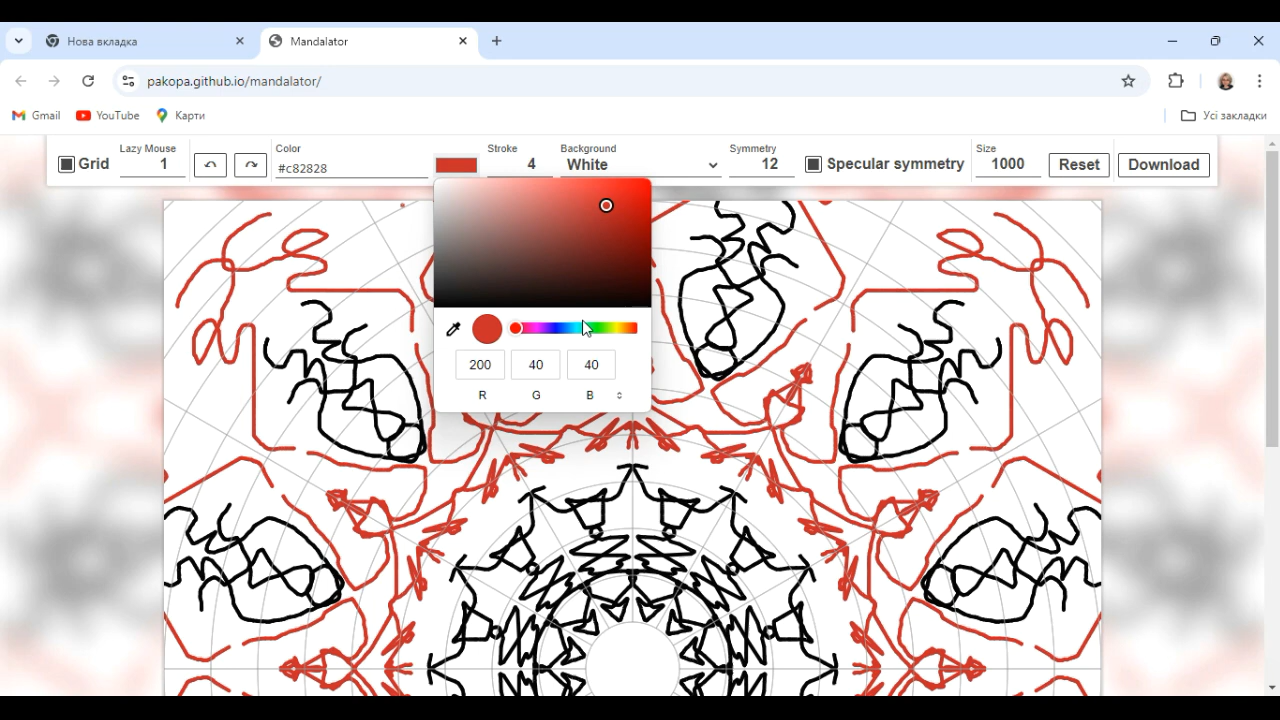 Нова вкладка
Mandalator
pakopa.github.io/mandalator/
Gmail
YouTube
Карти
Усі закладки
Grid
Lazy Mouse
1
Color
#c82828
Stroke
4
Background
White
Symmetry
12
Specular symmetry
Size
1000
Reset
Download
200 40 40
R G B